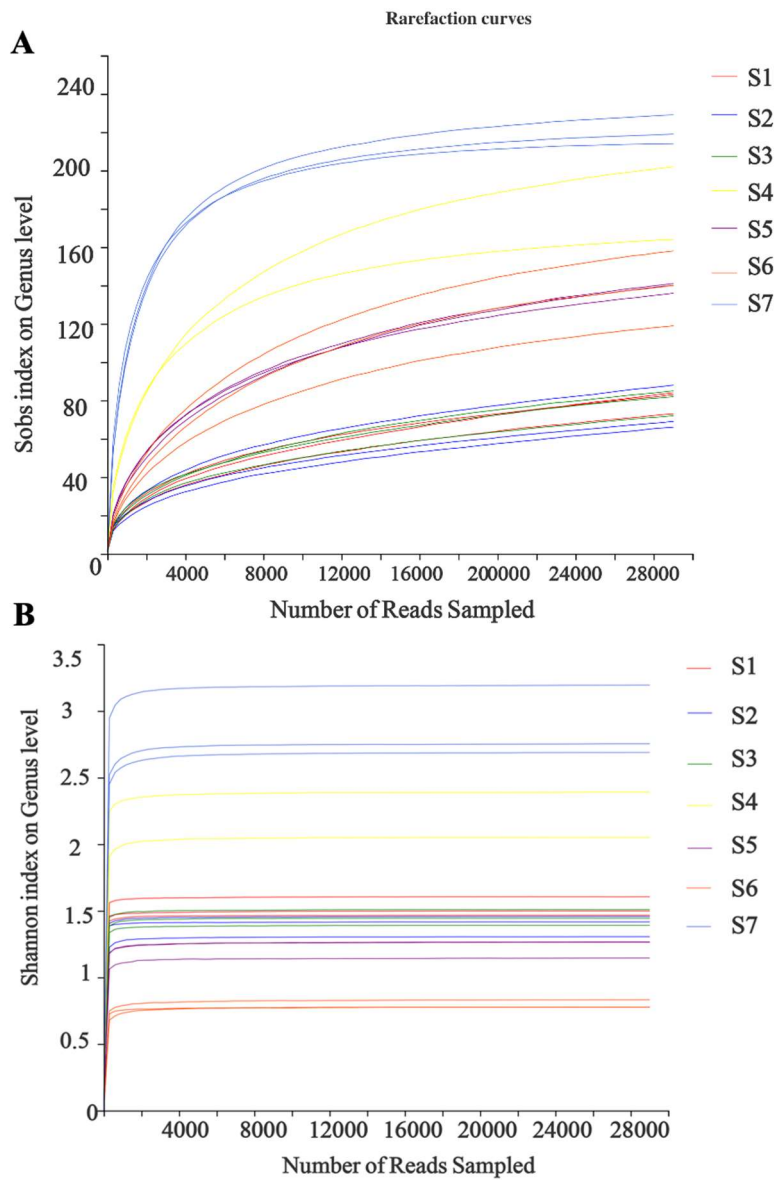 Rarefaction curves
A
Sobs index on Genus level
240
200
160
120
80
40
0
4000 8000 12000 16000 200000 24000 28000
Number of Reads Sampled
S1
S2
S3
S4
S5
S6
S7
B
Shannon index on Genus level
3.5
3
2.5
2
1.5
1
0.5
0
4000 8000 12000 16000 20000 24000 28000
Number of Reads Sampled
S1
S2
S3
S4
S5
S6
S7